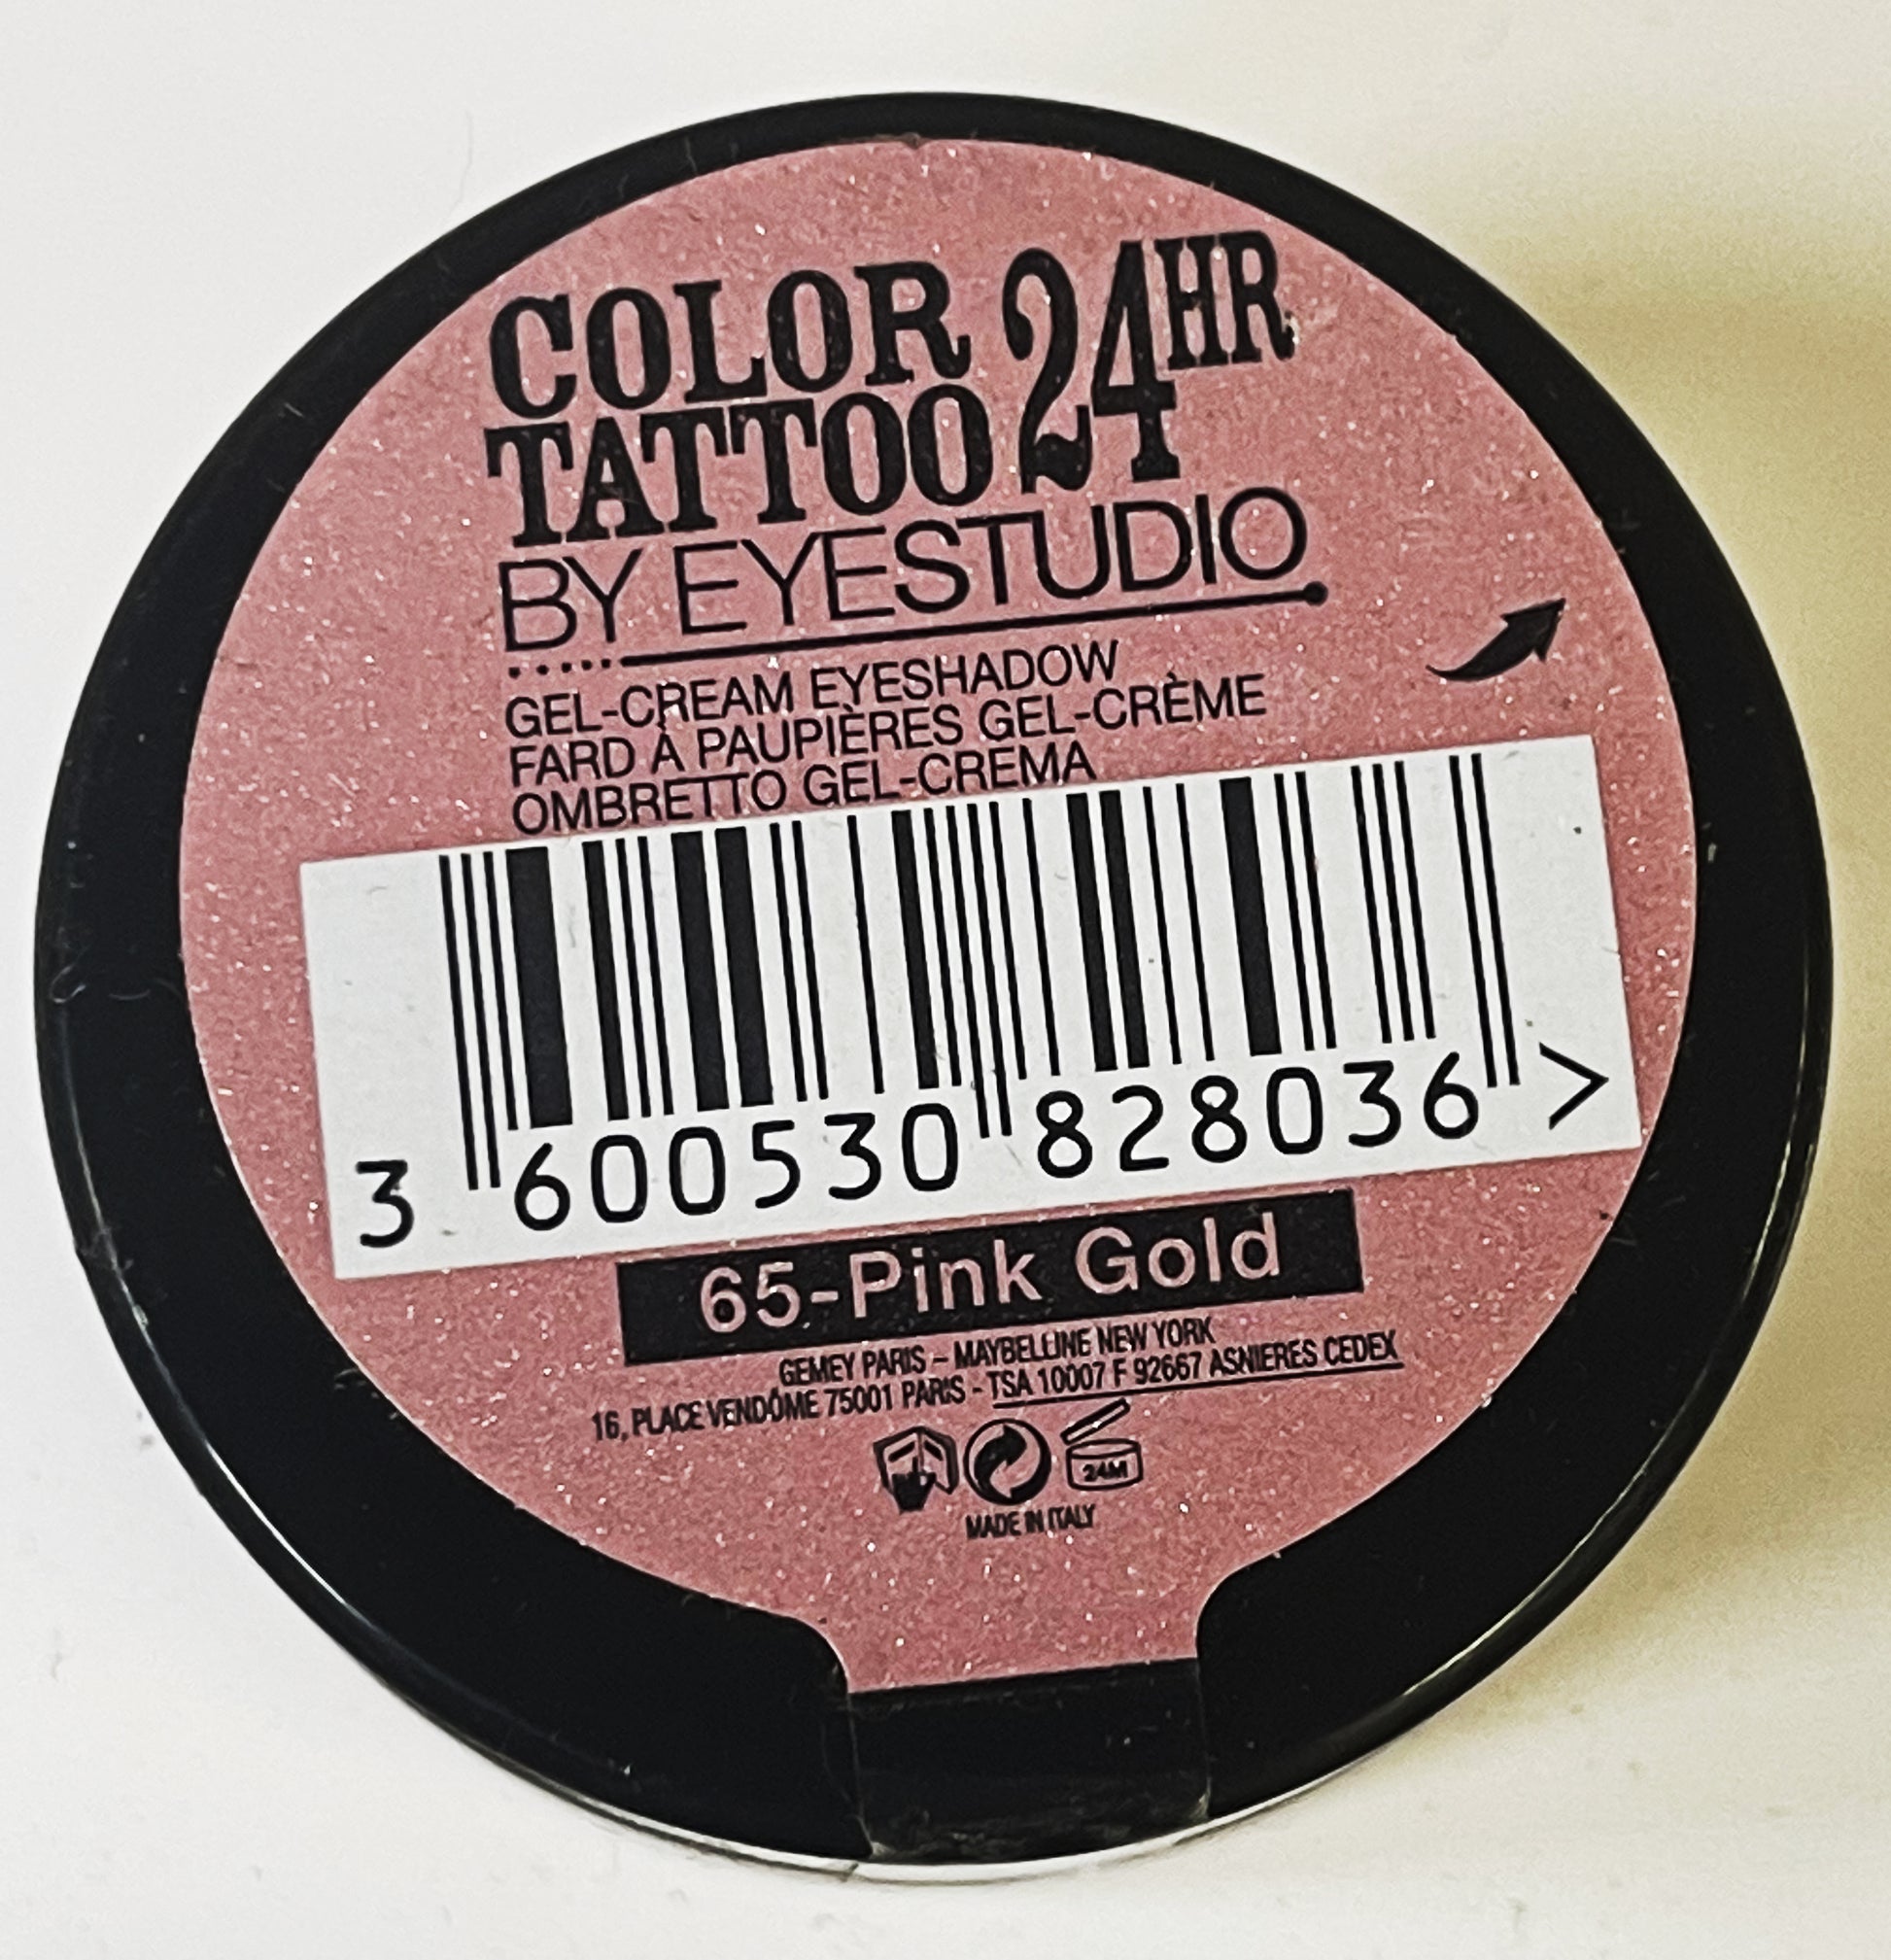 COLOR 24HR
TATTOO
BY EYESTUDIO
GEL-CREAM EYESHADOW
FARD À PAUPIÈRES GEL-CRÈME
OMBRETTO GEL-CREMA
3 600530 828036 >
65-Pink Gold
GEMEY PARIS – MAYBELLINE NEW YORK
16, PLACE VENDÔME 75001 PARIS - TSA 10007 F 92667 ASNIERES CEDEX
24M
MADE IN ITALY